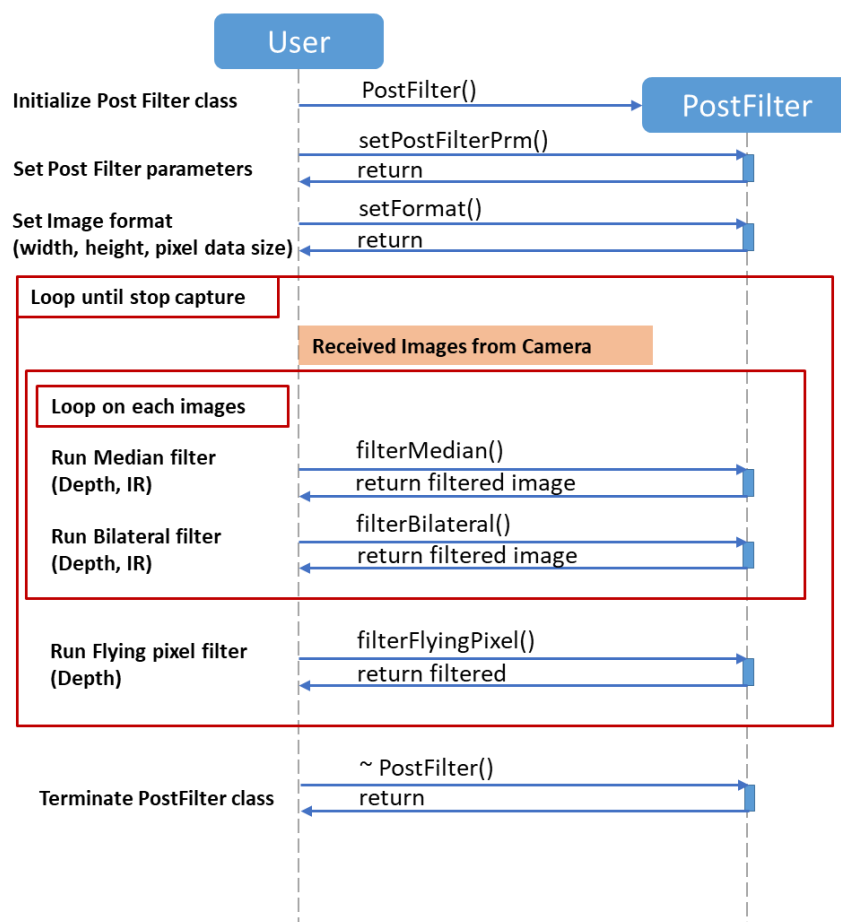 User
Initialize Post Filter class
PostFilter()
PostFilter
setPostFilterPrm()
Set Post Filter parameters
return
Set Image format
(width, height, pixel data size)
setFormat()
return
Loop until stop capture
Received Images from Camera
Loop on each images
Run Median filter
(Depth, IR)
filterMedian()
return filtered image
Run Bilateral filter
(Depth, IR)
filterBilateral()
return filtered image
Run Flying pixel filter
(Depth)
filterFlyingPixel()
return filtered
~ PostFilter()
Terminate PostFilter class
return